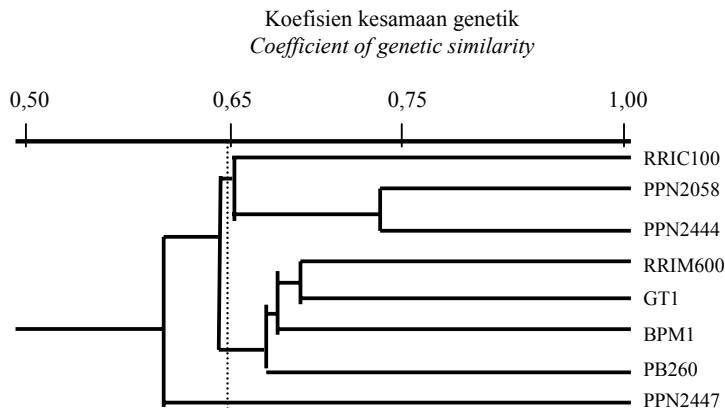 Koefisien kesamaan genetik
Coefficient of genetic similarity
0,50 0,65 0,75 1,00
RRIC100
PPN2058
PPN2444
RRIM600
GT1
BPM1
PB260
PPN2447